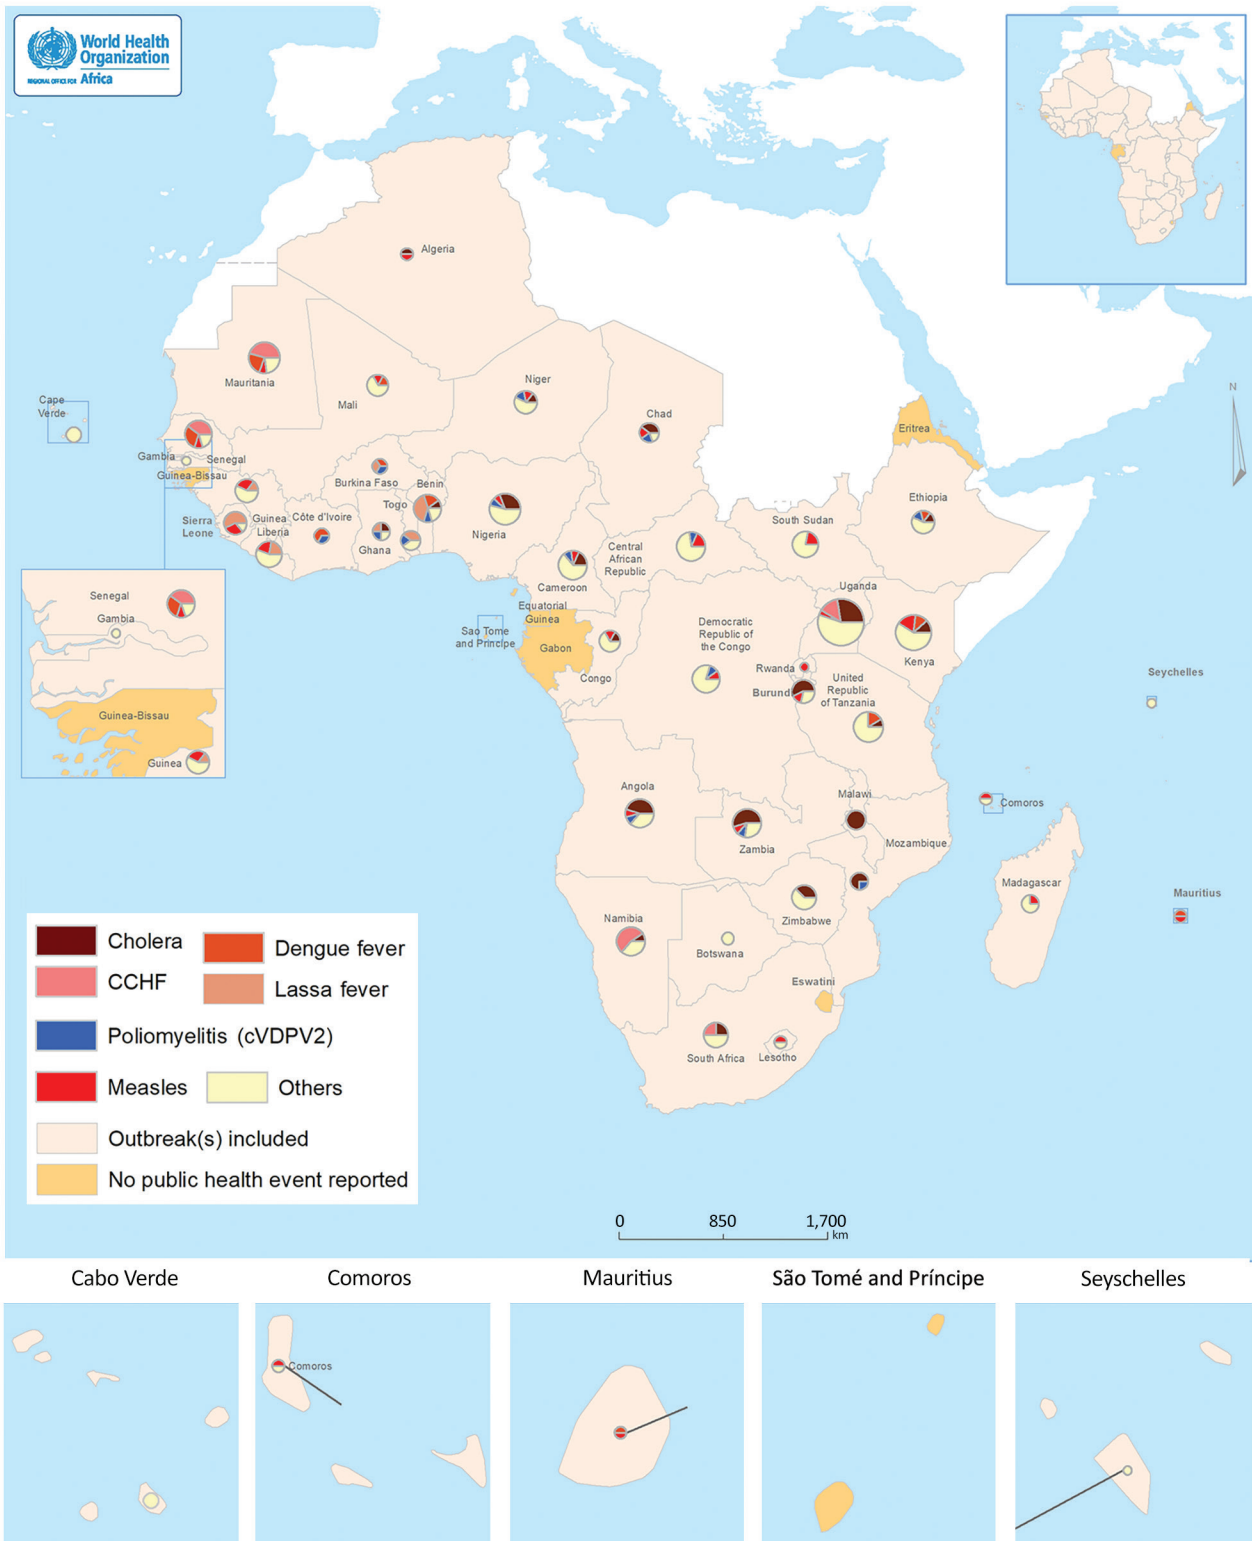 World Health
Organization
REGIONAL OFFICE FOR Africa
Algeria
Mauritania
Mali
Niger
Chad
Cape
Verde
Eritrea
Gambia
Senegal
Guinea-Bissau
Burkina Faso
Benin
Togo
Ethiopia
Sierra
Leone
Guinea
Liberia
Côte d'Ivoire
Ghana
Nigeria
South Sudan
Central
African
Republic
Cameroon
Uganda
Equatorial
Guinea
Sao Tome
and Principe
Gabon
Congo
Democratic
Republic of
the Congo
Kenya
Rwanda
Burundi
United
Republic
of Tanzania
Seychelles
Senegal
Gambia
Guinea-Bissau
Guinea
Angola
Malawi
Comoros
Zambia
Mozambique
Madagascar
Mauritius
Namibia
Zimbabwe
Botswana
Eswatini
South Africa
Lesotho
N
Cholera
Dengue fever
CCHF
Lassa fever
Poliomyelitis (cVDPV2)
Measles
Others
Outbreak(s) included
No public health event reported
0 850 1,700
km
Cabo Verde
Comoros
Mauritius
São Tomé and Príncipe
Seyschelles
Comoros